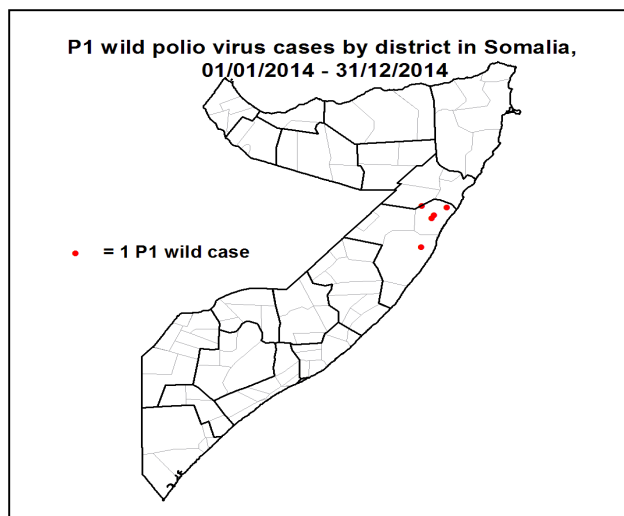 P1 wild polio virus cases by district in Somalia,
01/01/2014 - 31/12/2014
= 1 P1 wild case